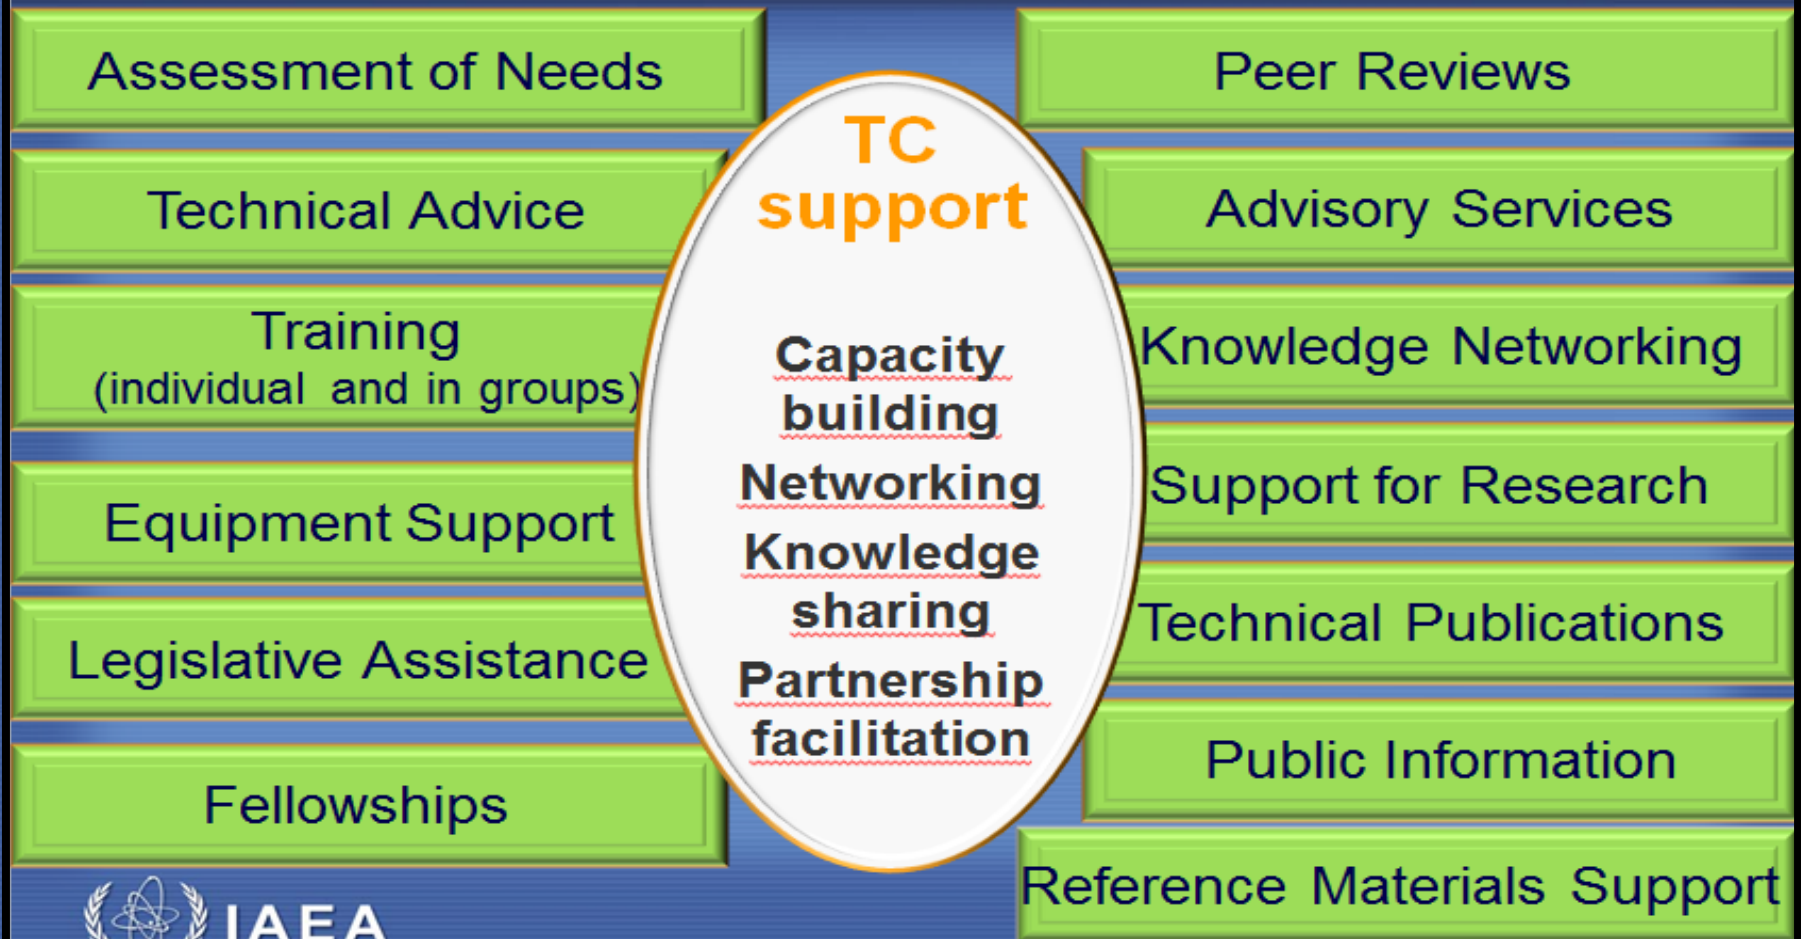 Assessment of Needs
Technical Advice
Training
(individual and in groups)
Equipment Support
Legislative Assistance
Fellowships
TC
support
Capacity
building
Networking
Knowledge
sharing
Partnership
facilitation
Peer Reviews
Advisory Services
Knowledge Networking
Support for Research
Technical Publications
Public Information
Reference Materials Support
IAEA